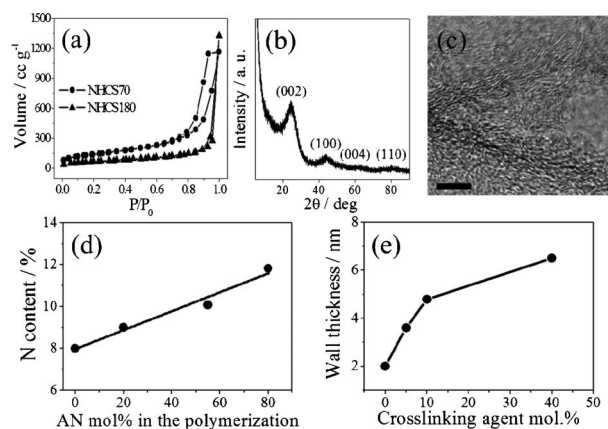 (a)
1500
1200
900
600
300
0
Volume / cc g⁻¹
NHCS70
NHCS180
0.0 0.2 0.4 0.6 0.8 1.0
P/P₀
(b)
Intensity / a. u.
(002)
(100)
(004)
(110)
20 40 60 80
2θ / deg
(c)
(d)
14
12
10
8
6
N content / %
0 20 40 60 80
AN mol% in the polymerization
(e)
8
6
4
2
Wall thickness / nm
0 10 20 30 40
Crosslinking agent mol.%